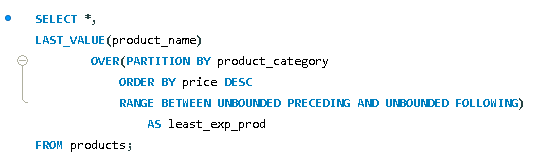 SELECT *,
LAST_VALUE(product_name)
OVER(PARTITION BY product_category
ORDER BY price DESC
RANGE BETWEEN UNBOUNDED PRECEDING AND UNBOUNDED FOLLOWING)
AS least_exp_prod
FROM products;